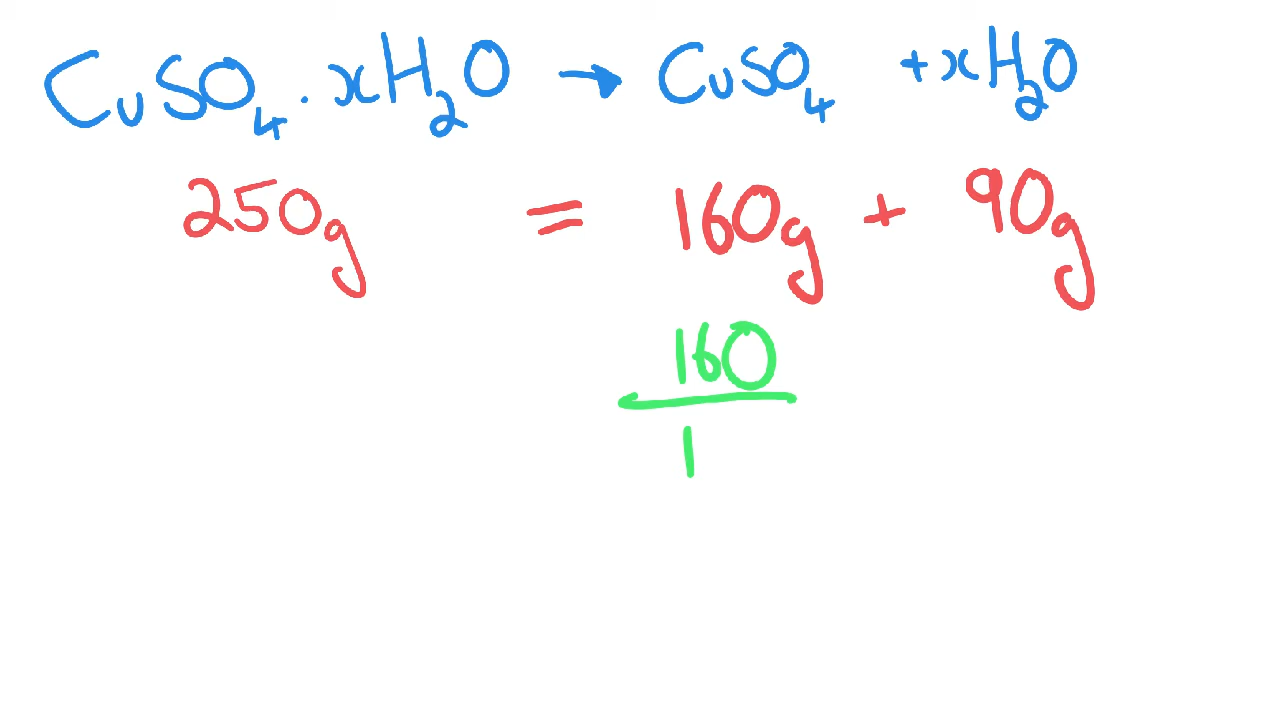 CuSO₄ . xH₂O → CuSO₄ + xH₂O
250g = 160g + 90g
160
1